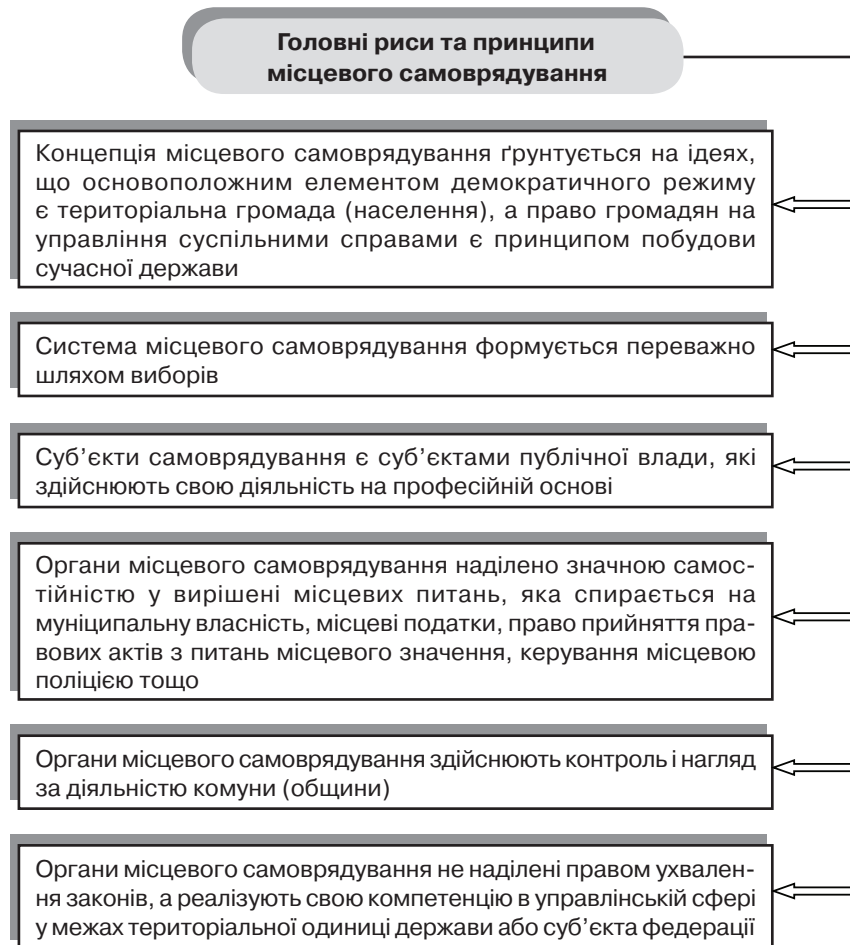 Головні риси та принципи
місцевого самоврядування
Концепція місцевого самоврядування ґрунтується на ідеях,
що основоположним елементом демократичного режиму
є територіальна громада (населення), а право громадян на
управління суспільними справами є принципом побудови
сучасної держави
Система місцевого самоврядування формується переважно
шляхом виборів
Суб’єкти самоврядування є суб’єктами публічної влади, які
здійснюють свою діяльність на професійній основі
Органи місцевого самоврядування наділено значною самос-
тійністю у вирішені місцевих питань, яка спирається на
муніципальну власність, місцеві податки, право прийняття пра-
вових актів з питань місцевого значення, керування місцевою
поліцією тощо
Органи місцевого самоврядування здійснюють контроль і нагляд
за діяльністю комуни (общини)
Органи місцевого самоврядування не наділені правом ухвален-
ня законів, а реалізують свою компетенцію в управлінській сфері
у межах територіальної одиниці держави або суб’єкта федерації